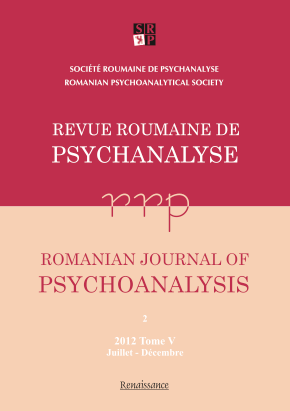 SRP
SOCIÉTÉ ROUMAINE DE PSYCHANALYSE
ROMANIAN PSYCHOANALYTICAL SOCIETY
REVUE ROUMAINE DE
PSYCHANALYSE
rrp
ROMANIAN JOURNAL OF
PSYCHOANALYSIS
2
2012 Tome V
Juillet - Décembre
Renaissance